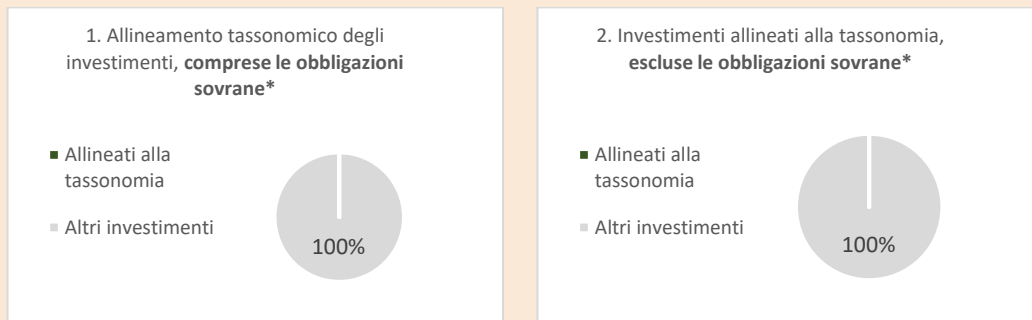 1. Allineamento tassonomico degli
investimenti, comprese le obbligazioni
sovrane*
Allineati alla
tassonomia
Altri investimenti
100%
2. Investimenti allineati alla tassonomia,
escluse le obbligazioni sovrane*
Allineati alla
tassonomia
Altri investimenti
100%